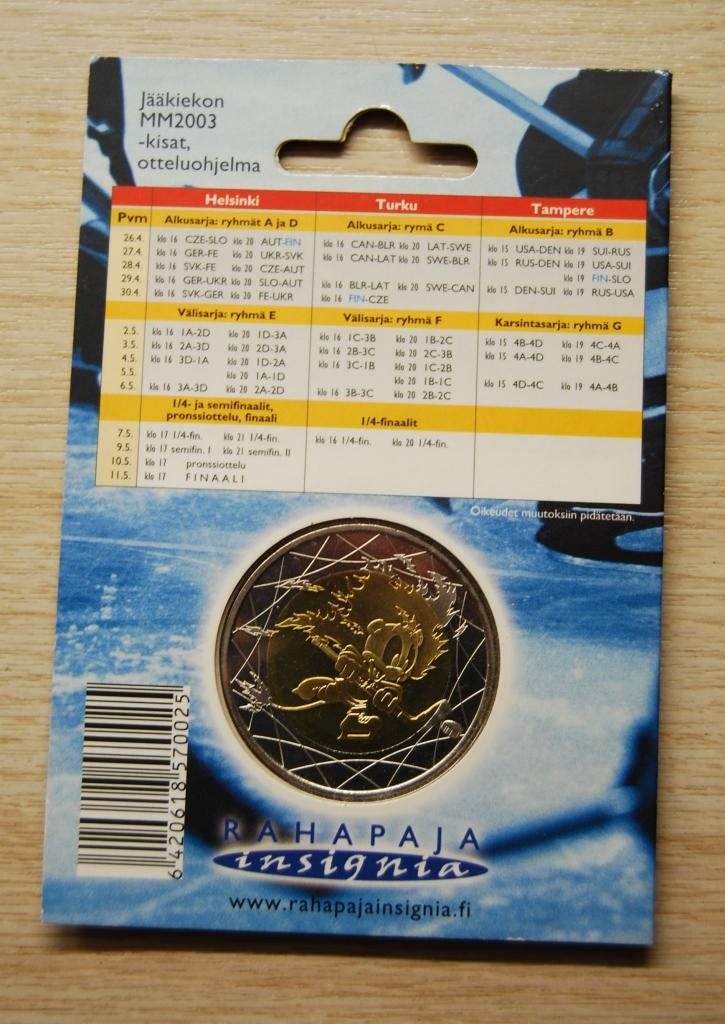 Jääkiekon
MM2003
-kisat,
otteluohjelma
Helsinki Turku Tampere
Pvm Alkusarja: ryhmät A ja D Alkusarja: rymä C Alkusarja: ryhmä B
26.4. klo 16 CZE-SLO klo 20 AUT-FIN klo 16 CAN-BLR klo 20 LAT-SWE klo 15 USA-DEN klo 19 SUI-RUS
27.4. klo 16 GER-FE klo 20 UKR-SVK klo 16 CAN-LAT klo 20 SWE-BLR klo 15 RUS-DEN klo 19 USA-SUI
28.4. klo 16 SVK-FE klo 20 CZE-AUT klo 19 FIN-SLO
29.4. klo 16 GER-UKR klo 20 SLO-AUT klo 16 BLR-LAT klo 20 SWE-CAN klo 15 DEN-SUI klo 19 RUS-USA
30.4. klo 16 SVK-GER klo 20 FE-UKR klo 16 FIN-CZE
Välisarja: ryhmä E Välisarja: ryhmä F Karsintasarja: ryhmä G
2.5. klo 16 1A-2D klo 20 1D-3A klo 16 1C-3B klo 20 1B-2C klo 15 4B-4D klo 19 4C-4A
3.5. klo 16 2A-3D klo 20 2D-3A klo 16 2B-3C klo 20 2C-3B klo 15 4A-4D klo 19 4B-4C
4.5. klo 16 3D-1A klo 20 1D-2A klo 16 3C-1B klo 20 1C-2B
5.5. klo 20 1A-1D klo 20 1B-1C klo 15 4D-4C klo 19 4A-4B
6.5. klo 16 3A-3D klo 20 2A-2D klo 16 3B-3C klo 20 2B-2C
1/4- ja semifinaalit,
pronssiottelu, finaali 1/4-finaalit
7.5. klo 17 1/4-fin. klo 21 1/4-fin. klo 16 1/4-fin. klo 20 1/4-fin.
9.5. klo 17 semifin. I klo 21 semifin. II
10.5. klo 17 pronssiottelu
11.5. klo 17 FINAALI
Oikeudet muutoksiin pidätetään.
6420618570025
RAHAPAJA
insignia
www.rahapajainsignia.fi